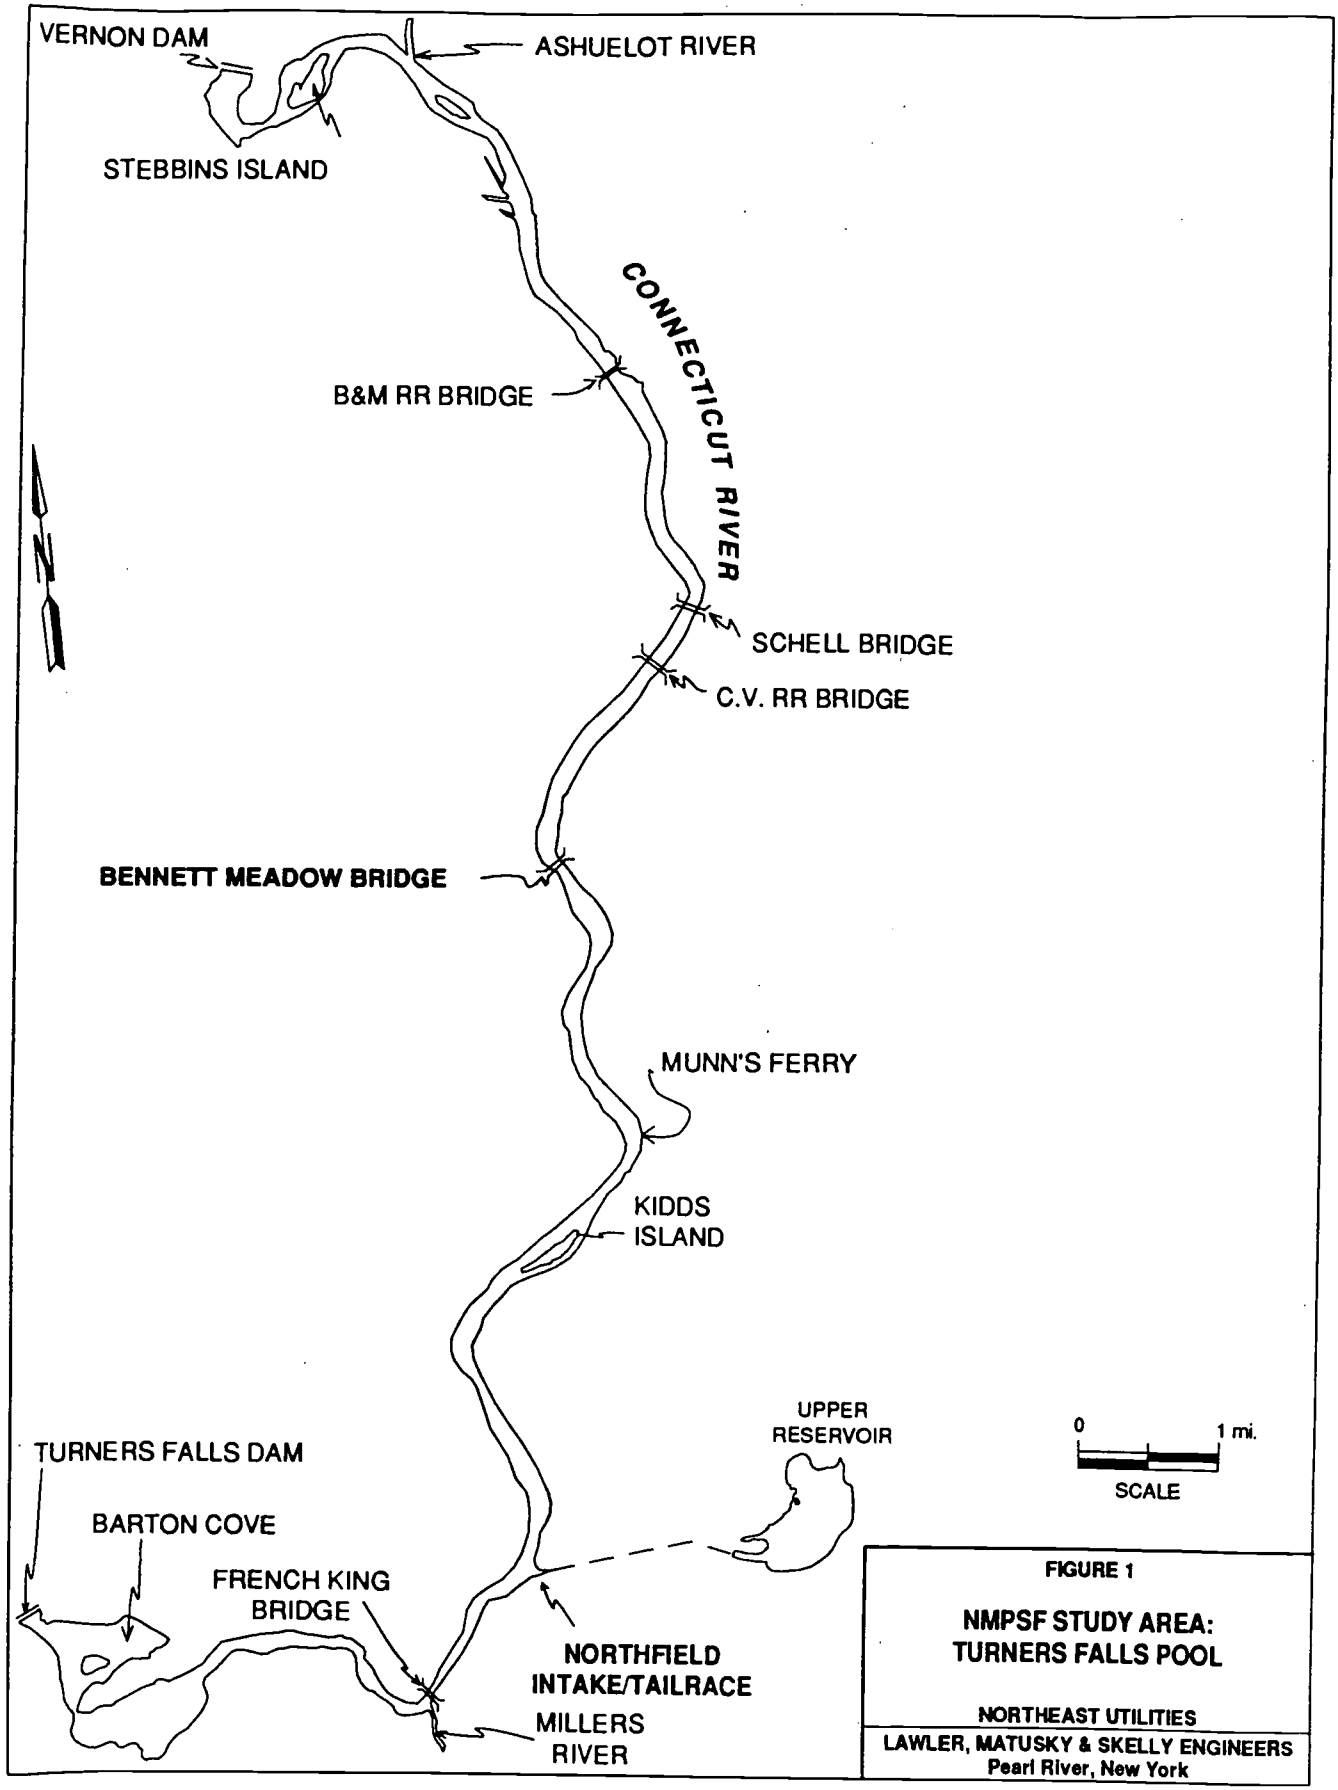 VERNON DAM
ASHUELOT RIVER
STEBBINS ISLAND
CONNECTICUT RIVER
B&M RR BRIDGE
N
SCHELL BRIDGE
C.V. RR BRIDGE
BENNETT MEADOW BRIDGE
MUNN'S FERRY
KIDDS
ISLAND
UPPER
RESERVOIR
0 1 mi.
SCALE
TURNERS FALLS DAM
BARTON COVE
FRENCH KING
BRIDGE
NORTHFIELD
INTAKE/TAILRACE
MILLERS
RIVER
FIGURE 1
NMPSF STUDY AREA:
TURNERS FALLS POOL
NORTHEAST UTILITIES
LAWLER, MATUSKY & SKELLY ENGINEERS
Pearl River, New York